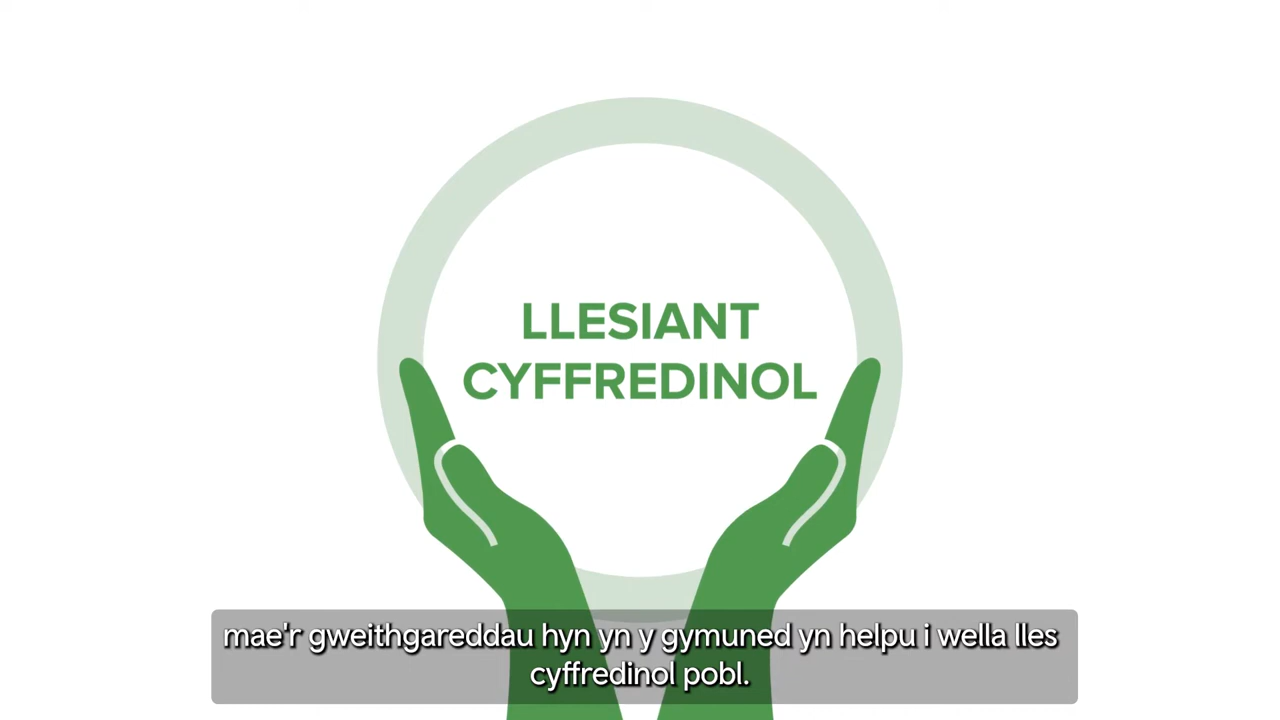 LLESIANT
CYFFREDINOL
mae'r gweithgareddau hyn yn y gymuned yn helpu i wella lles
cyffredinol pobl.